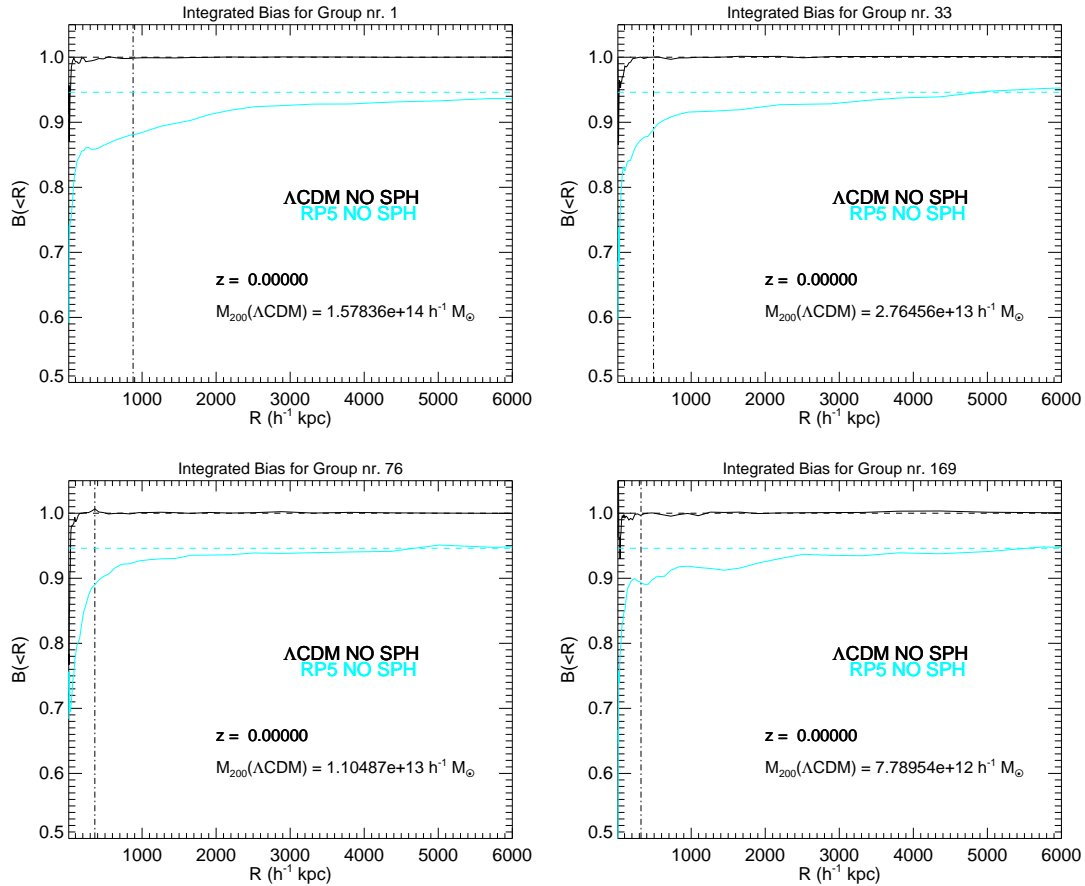 Integrated Bias for Group nr. 1
1.0
0.9
0.8
0.7
0.6
0.5
B(<R)
ΛCDM NO SPH
RP5 NO SPH
z = 0.00000
M₂₀₀(ΛCDM) = 1.57836e+14 h⁻¹ M☉
1000 2000 3000 4000 5000 6000
R (h⁻¹ kpc)
Integrated Bias for Group nr. 33
1.0
0.9
0.8
0.7
0.6
0.5
B(<R)
ΛCDM NO SPH
RP5 NO SPH
z = 0.00000
M₂₀₀(ΛCDM) = 2.76456e+13 h⁻¹ M☉
1000 2000 3000 4000 5000 6000
R (h⁻¹ kpc)
Integrated Bias for Group nr. 76
1.0
0.9
0.8
0.7
0.6
0.5
B(<R)
ΛCDM NO SPH
RP5 NO SPH
z = 0.00000
M₂₀₀(ΛCDM) = 1.10487e+13 h⁻¹ M☉
1000 2000 3000 4000 5000 6000
R (h⁻¹ kpc)
Integrated Bias for Group nr. 169
1.0
0.9
0.8
0.7
0.6
0.5
B(<R)
ΛCDM NO SPH
RP5 NO SPH
z = 0.00000
M₂₀₀(ΛCDM) = 7.78954e+12 h⁻¹ M☉
1000 2000 3000 4000 5000 6000
R (h⁻¹ kpc)